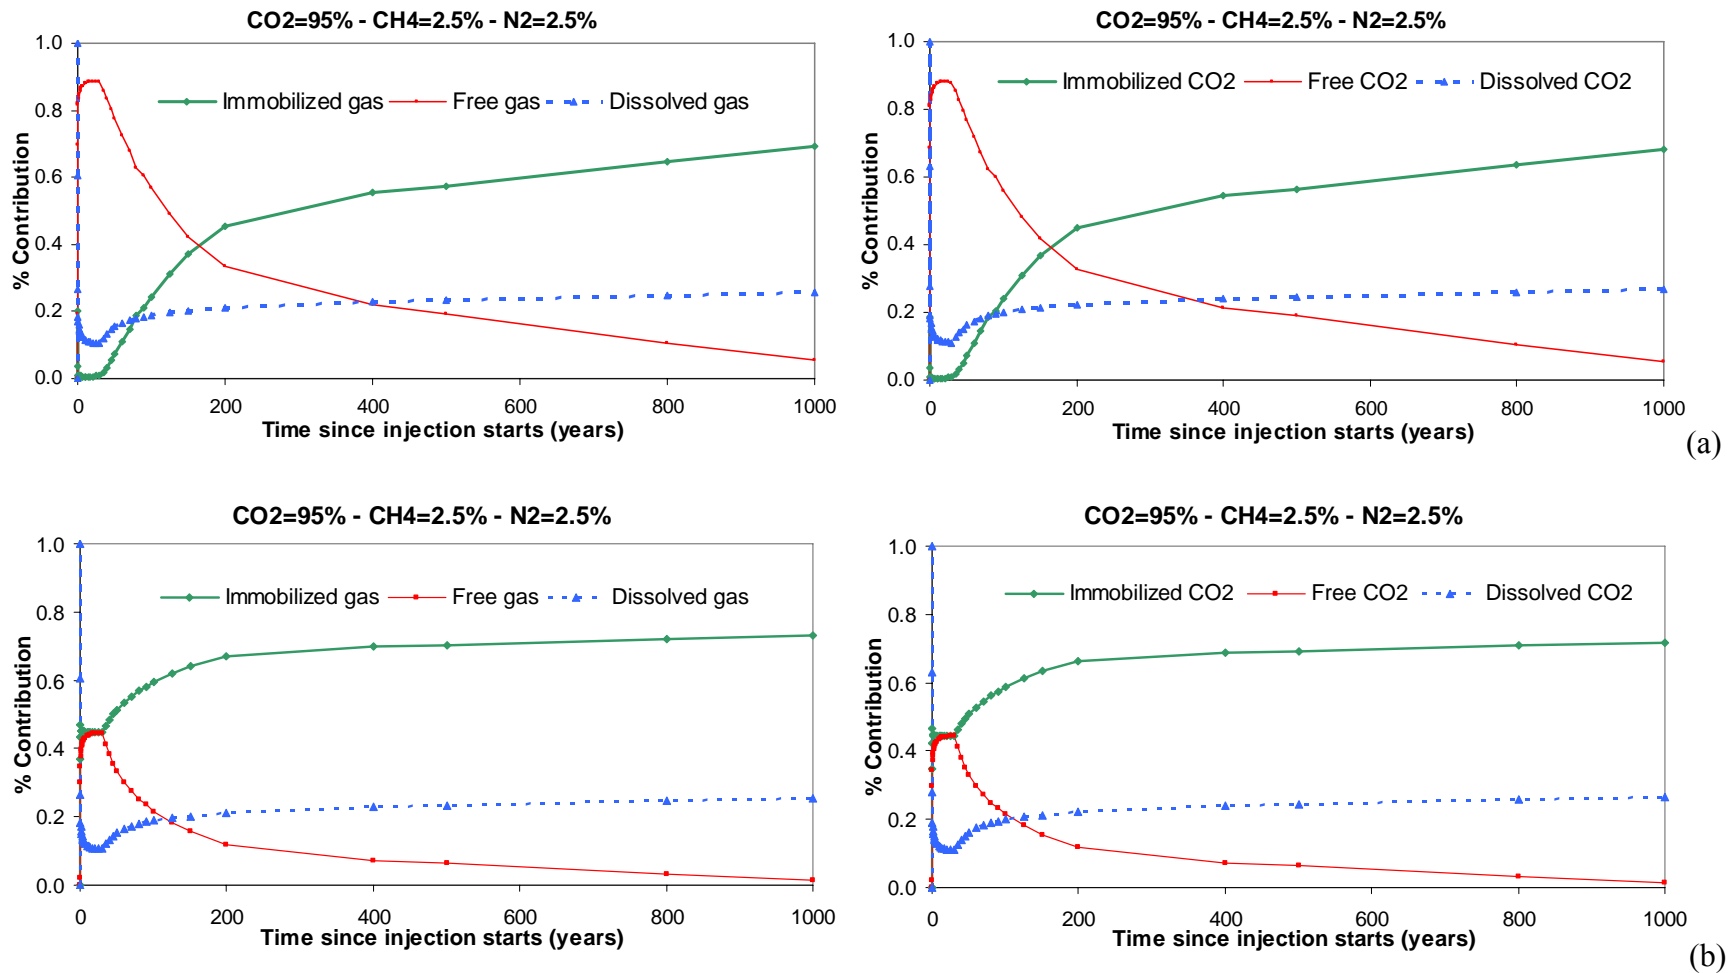 CO2=95% - CH4=2.5% - N2=2.5%
1.0
0.8
0.6
0.4
0.2
0.0
% Contribution
Immobilized gas
Free gas
Dissolved gas
0
200
400
600
800
1000
Time since injection starts (years)
CO2=95% - CH4=2.5% - N2=2.5%
1.0
0.8
0.6
0.4
0.2
0.0
% Contribution
Immobilized CO2
Free CO2
Dissolved CO2
0
200
400
600
800
1000
Time since injection starts (years)
(a)
CO2=95% - CH4=2.5% - N2=2.5%
1.0
0.8
0.6
0.4
0.2
0.0
% Contribution
Immobilized gas
Free gas
Dissolved gas
0
200
400
600
800
1000
Time since injection starts (years)
CO2=95% - CH4=2.5% - N2=2.5%
1.0
0.8
0.6
0.4
0.2
0.0
% Contribution
Immobilized CO2
Free CO2
Dissolved CO2
0
200
400
600
800
1000
Time since injection starts (years)
(b)